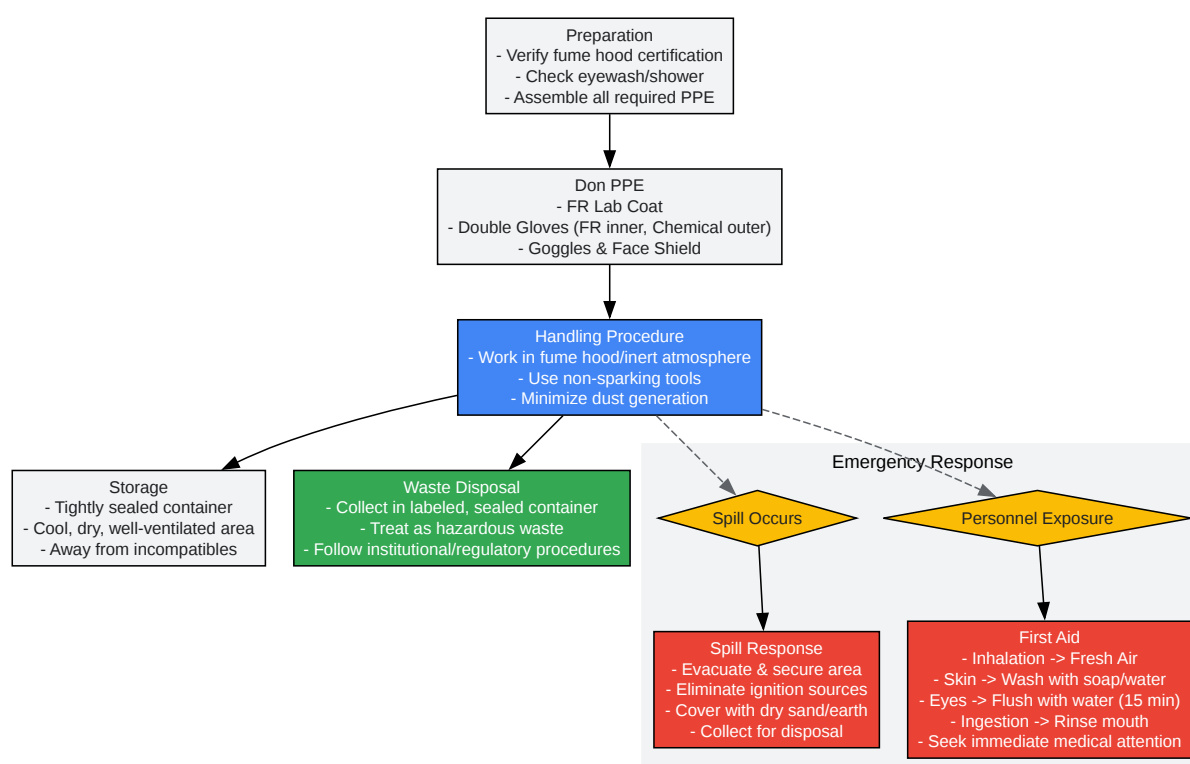 Preparation
- Verify fume hood certification
- Check eyewash/shower
- Assemble all required PPE
Don PPE
- FR Lab Coat
- Double Gloves (FR inner, Chemical outer)
- Goggles & Face Shield
Handling Procedure
- Work in fume hood/inert atmosphere
- Use non-sparking tools
- Minimize dust generation
Storage
- Tightly sealed container
- Cool, dry, well-ventilated area
- Away from incompatibles
Waste Disposal
- Collect in labeled, sealed container
- Treat as hazardous waste
- Follow institutional/regulatory procedures
Emergency Response
Spill Occurs
Personnel Exposure
Spill Response
- Evacuate & secure area
- Eliminate ignition sources
- Cover with dry sand/earth
- Collect for disposal
First Aid
- Inhalation -> Fresh Air
- Skin -> Wash with soap/water
- Eyes -> Flush with water (15 min)
- Ingestion -> Rinse mouth
- Seek immediate medical attention